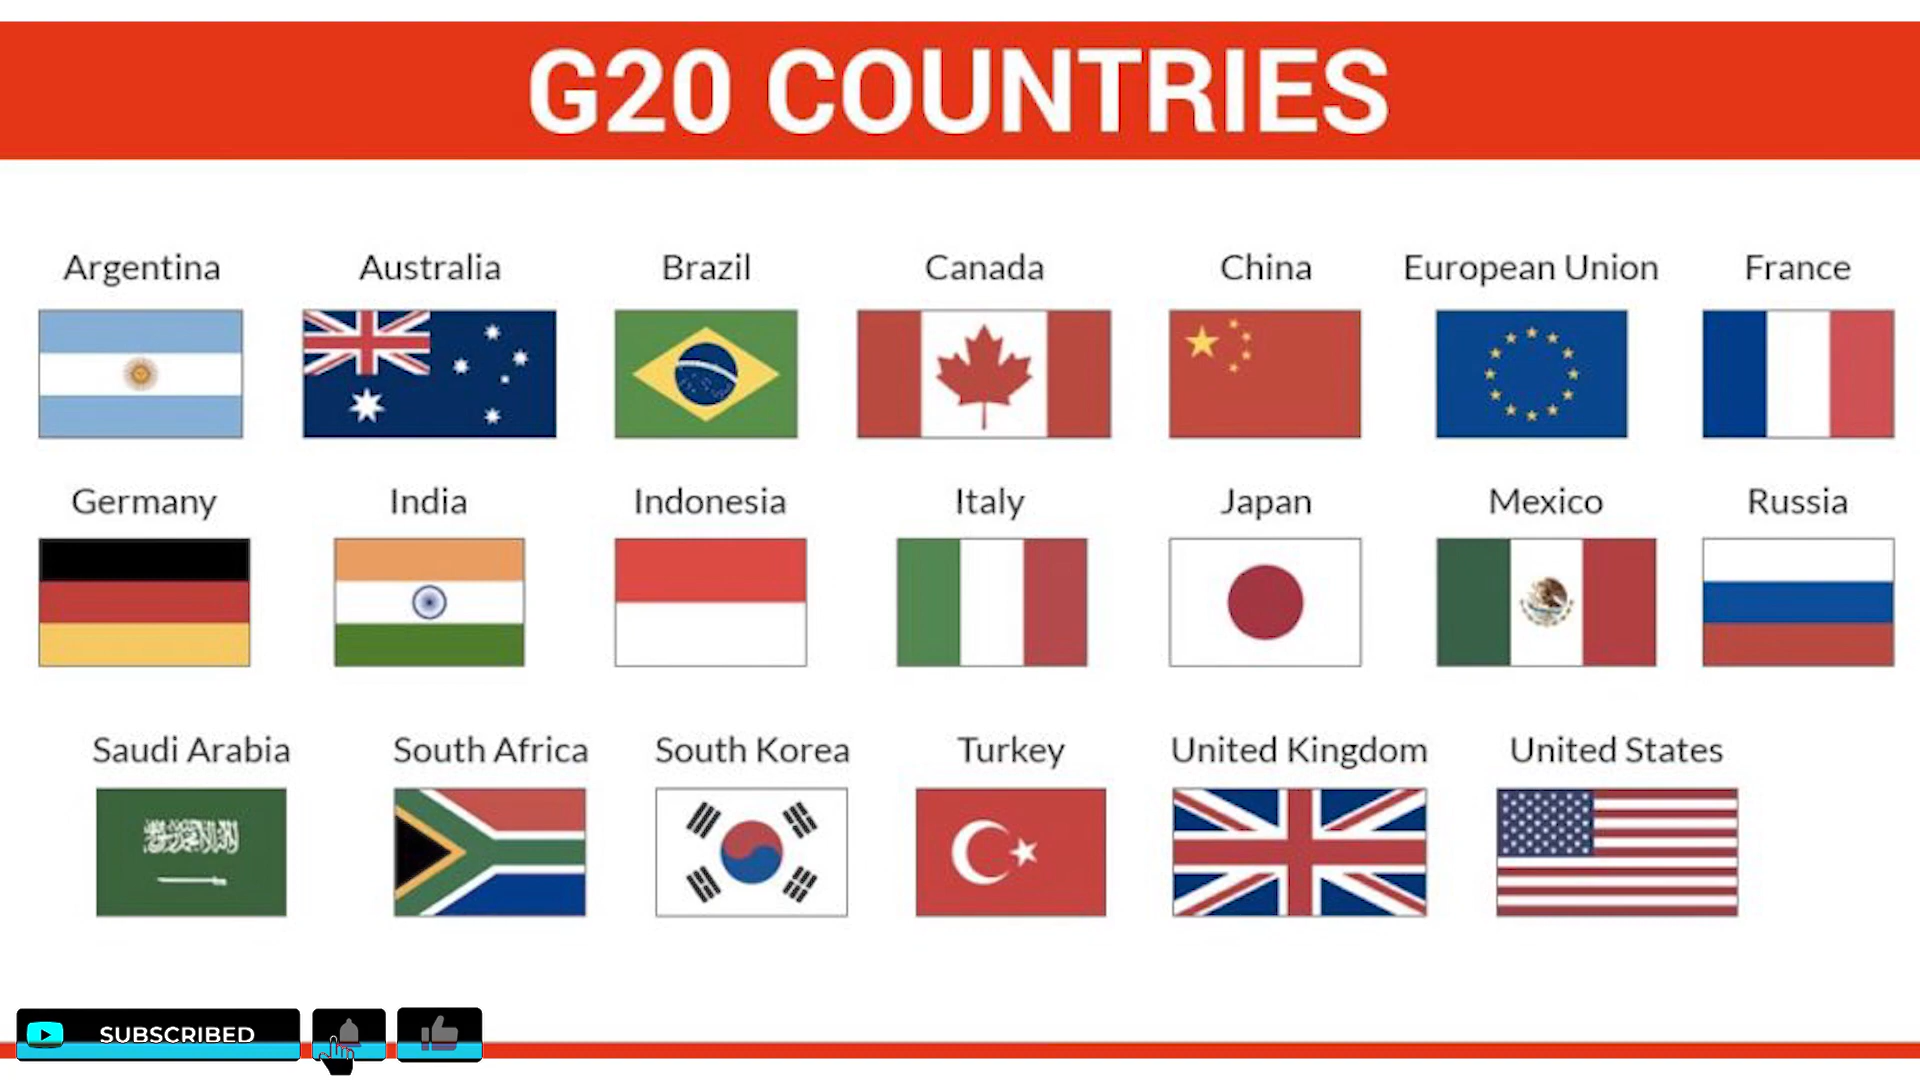 G20 COUNTRIES
Argentina Australia Brazil Canada China European Union France
Germany India Indonesia Italy Japan Mexico Russia
Saudi Arabia South Africa South Korea Turkey United Kingdom United States
SUBSCRIBED